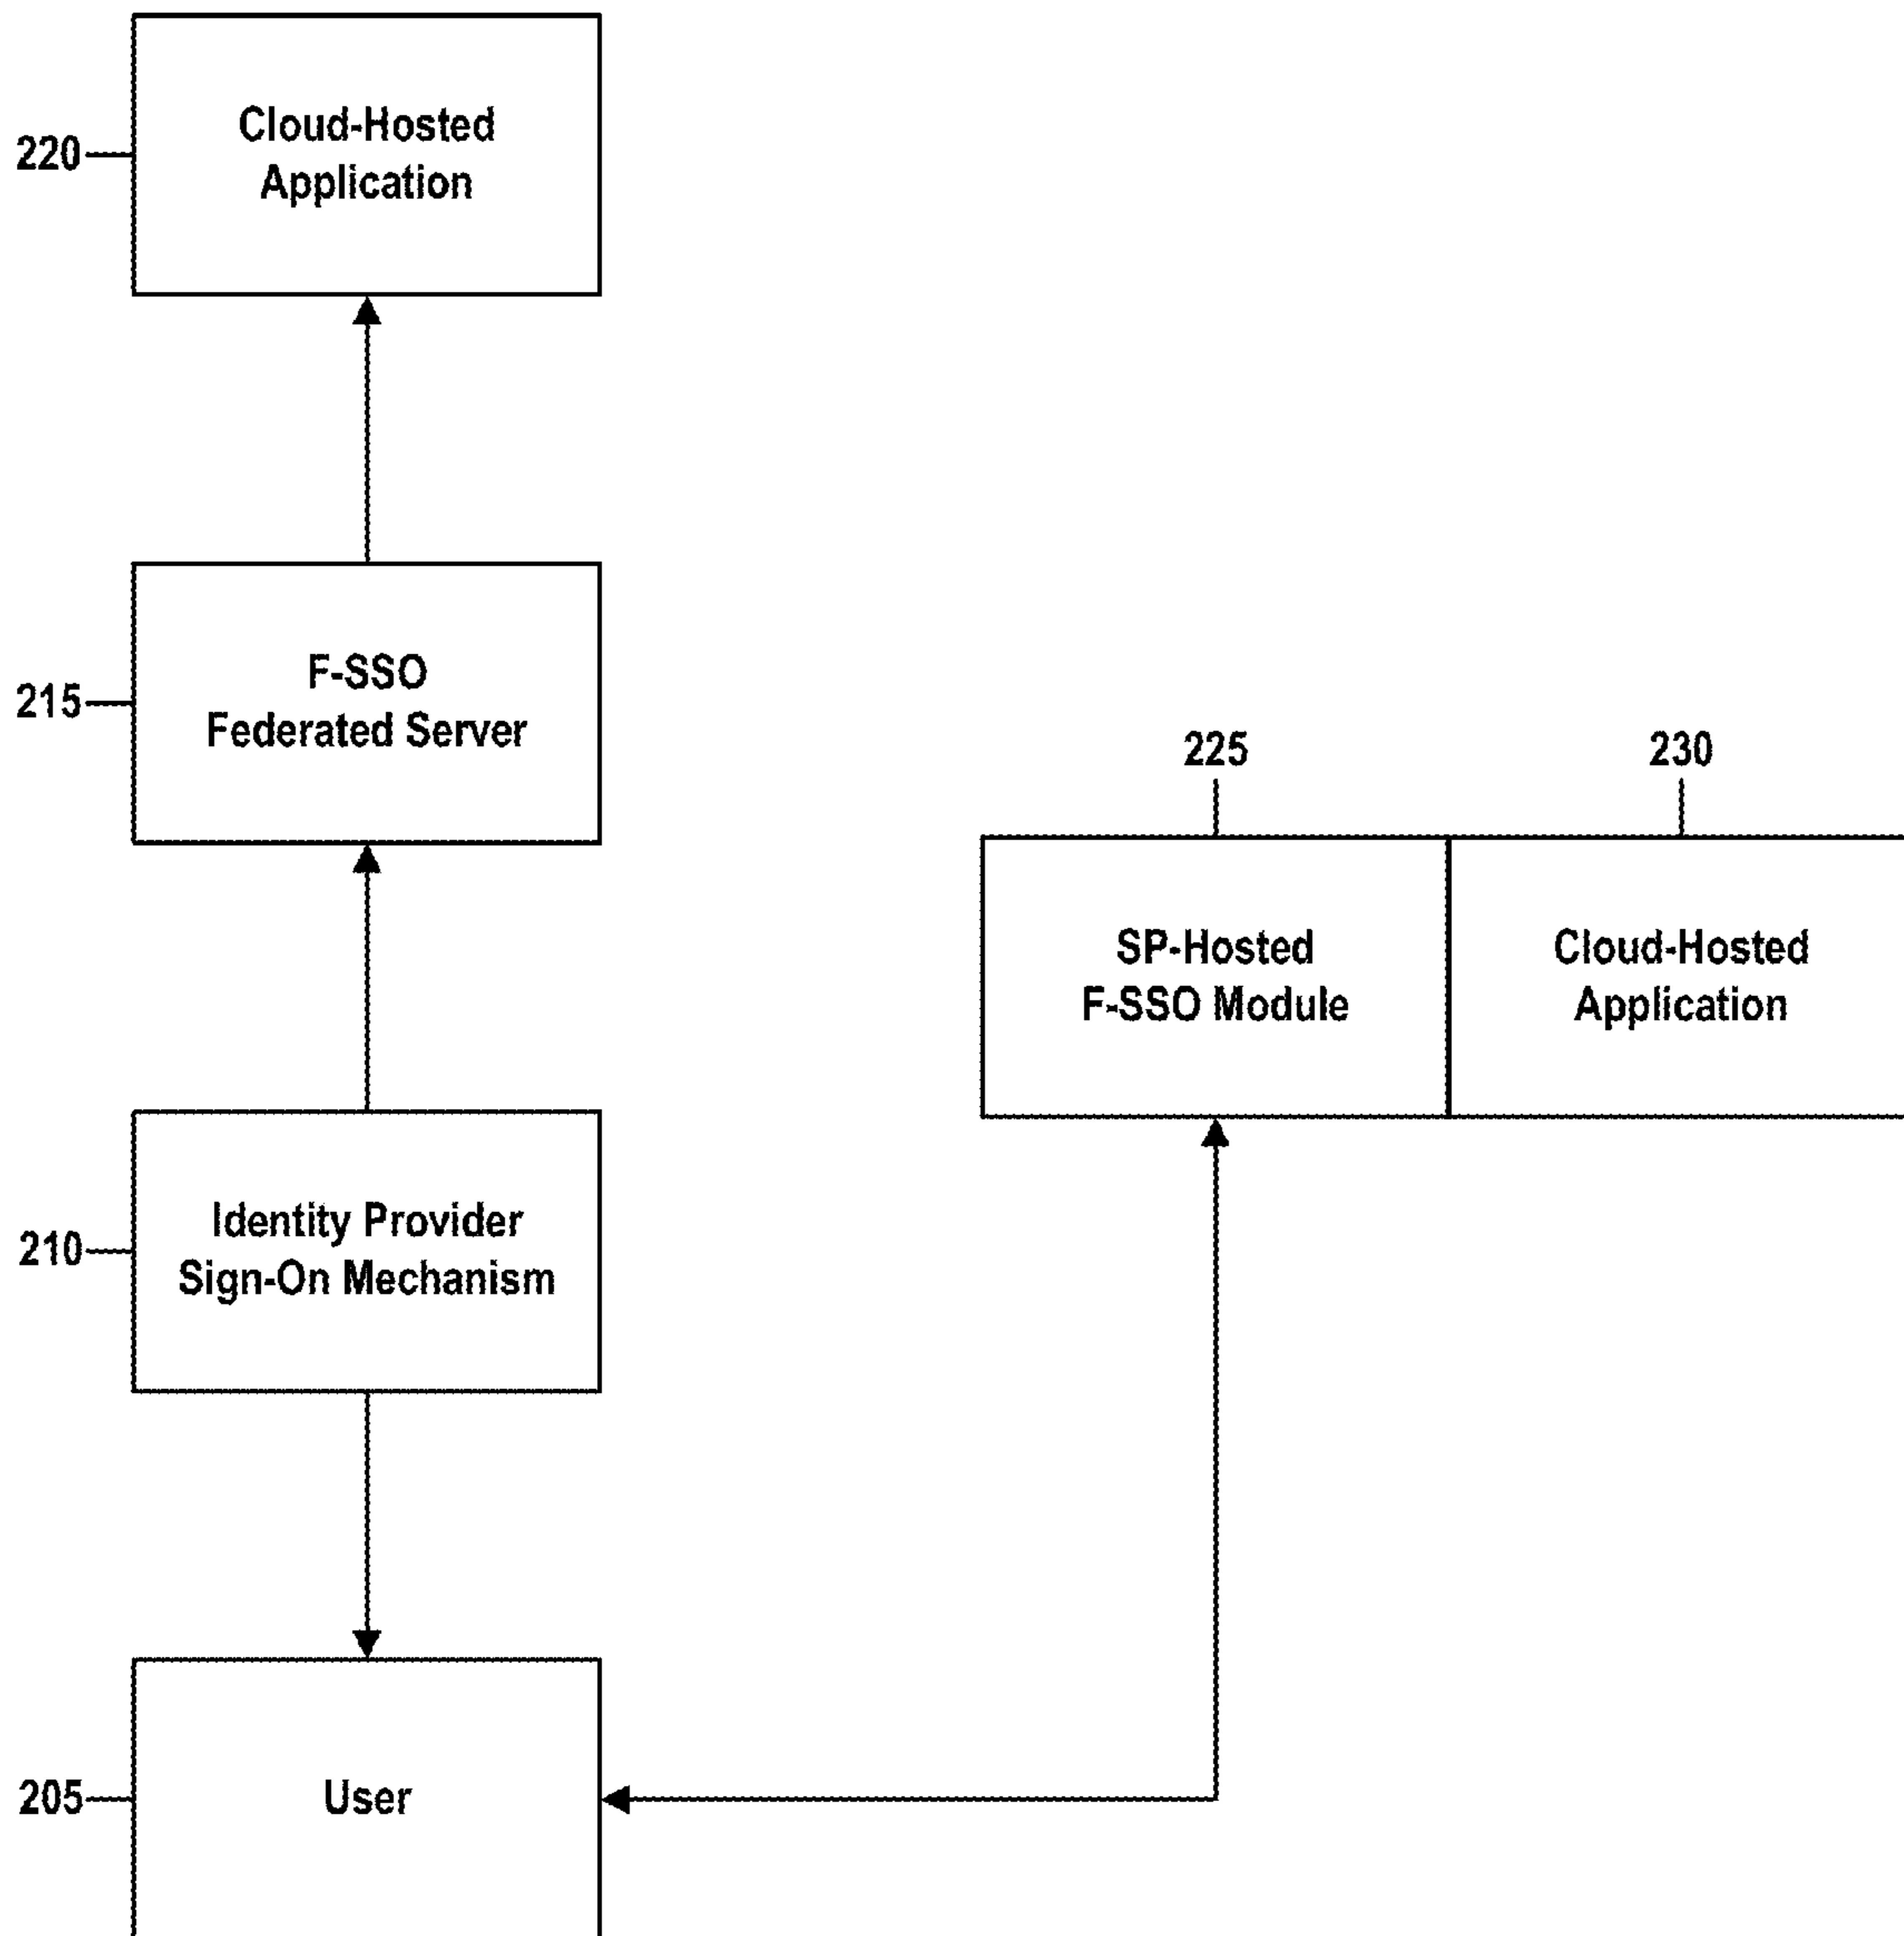 220
Cloud-Hosted
Application
215
F-SSO
Federated Server
225
230
SP-Hosted
F-SSO Module
Cloud-Hosted
Application
210
Identity Provider
Sign-On Mechanism
205
User